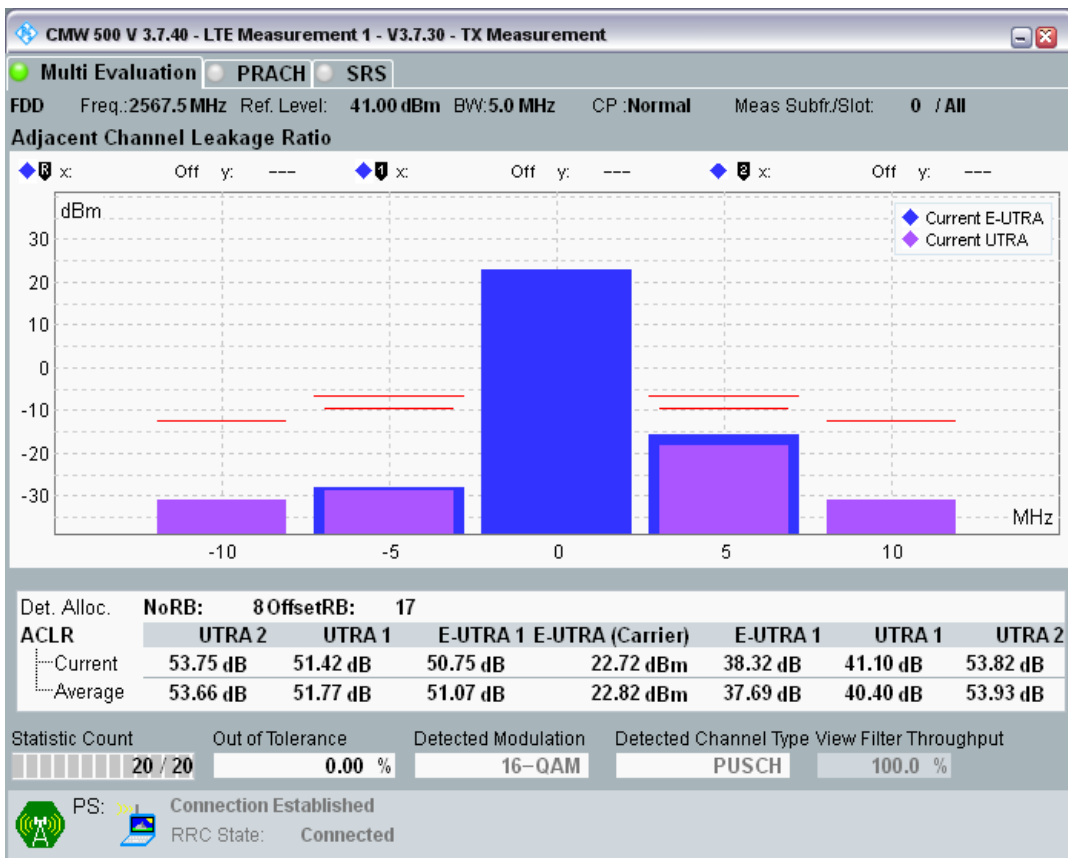 CMW 500 V 3.7.40 - LTE Measurement 1 - V3.7.30 - TX Measurement
Multi Evaluation PRACH SRS
FDD Freq.:2567.5 MHz Ref. Level: 41.00 dBm BW:5.0 MHz CP :Normal Meas Subfr./Slot: 0 / All
Adjacent Channel Leakage Ratio
R x: Off y: --- 1 x: Off y: --- 2 x: Off y: ---
dBm
Current E-UTRA
Current UTRA
30
20
10
0
-10
-20
-30
MHz
-10 -5 0 5 10
Det. Alloc. NoRB: 8 OffsetRB: 17
ACLR UTRA 2 UTRA 1 E-UTRA 1 E-UTRA (Carrier) E-UTRA 1 UTRA 1 UTRA 2
Current 53.75 dB 51.42 dB 50.75 dB 22.72 dBm 38.32 dB 41.10 dB 53.82 dB
Average 53.66 dB 51.77 dB 51.07 dB 22.82 dBm 37.69 dB 40.40 dB 53.93 dB
Statistic Count Out of Tolerance Detected Modulation Detected Channel Type View Filter Throughput
20 / 20 0.00 % 16-QAM PUSCH 100.0 %
PS: Connection Established
RRC State: Connected